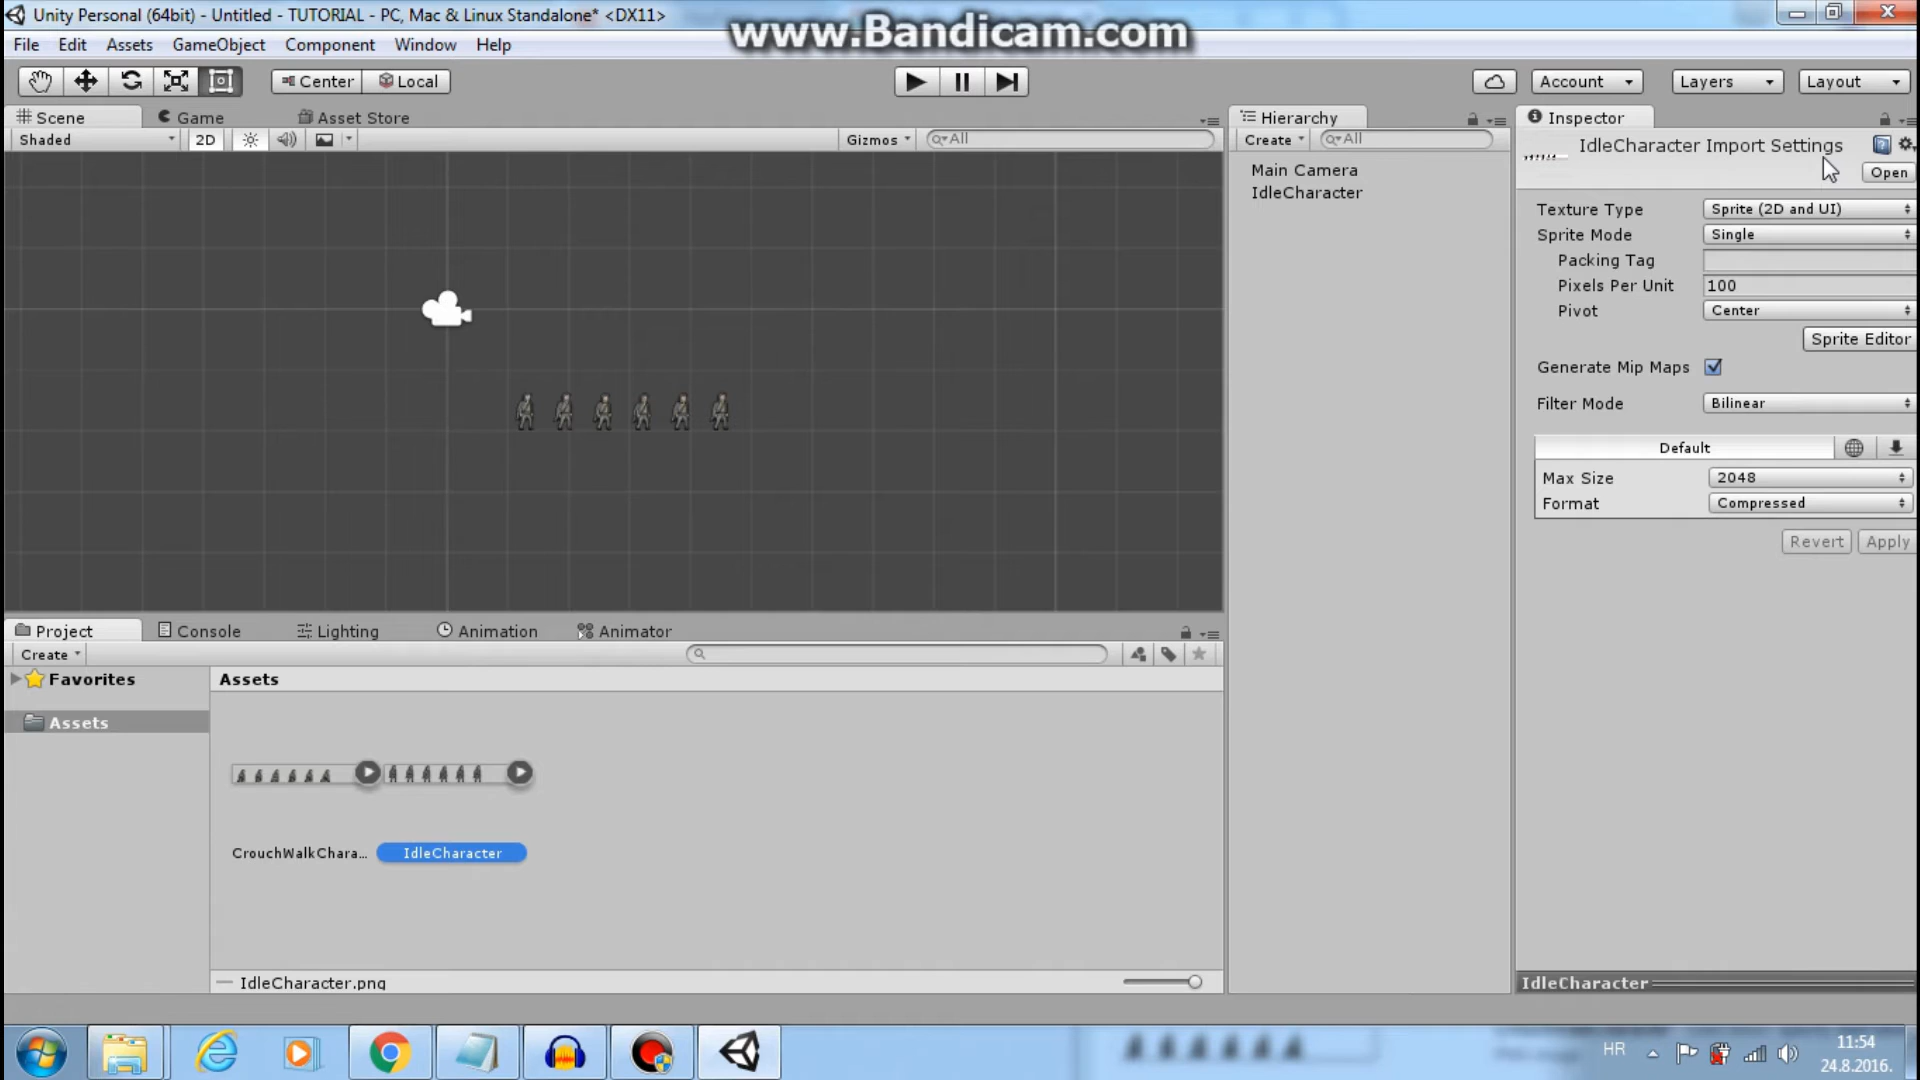 Unity Personal (64bit) - Untitled - TUTORIAL - PC, Mac & Linux Standalone* <DX11>
www.Bandicam.com
File Edit Assets GameObject Component Window Help
Center Local Account Layers Layout
Scene Game Asset Store
Shaded 2D Gizmos All
Hierarchy
Create All
Main Camera
IdleCharacter
Inspector
IdleCharacter Import Settings
Open
Texture Type Sprite (2D and UI)
Sprite Mode Single
Packing Tag
Pixels Per Unit 100
Pivot Center
Sprite Editor
Generate Mip Maps
Filter Mode Bilinear
Default
Max Size 2048
Format Compressed
Revert Apply
Project Console Lighting Animation Animator
Create
Favorites
Assets
Assets
CrouchWalkChara... IdleCharacter
IdleCharacter.png
IdleCharacter
HR
11:54
24.8.2016.